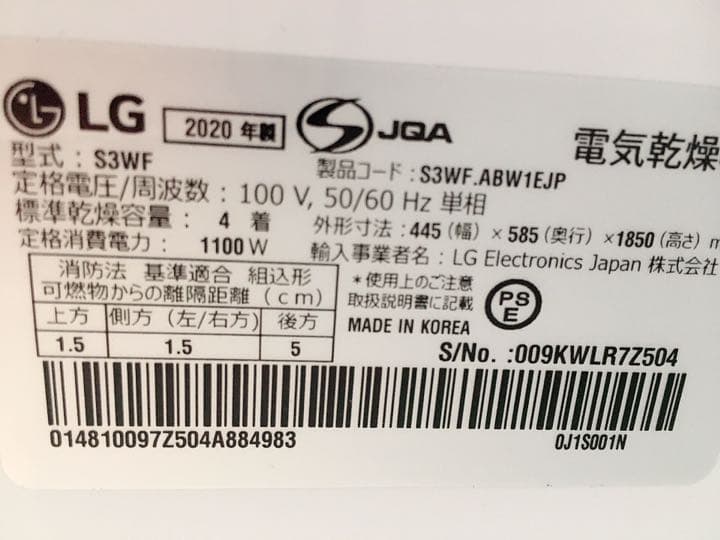 LG 2020 年製 JQA 電気乾燥
型式 : S3WF 製品コード : S3WF.ABW1EJP
定格電圧/周波数 : 100 V, 50/60 Hz 単相
標準乾燥容量 : 4 着 外形寸法 : 445 (幅) × 585 (奥行) ×1850 (高さ) m
定格消費電力 : 1100 W 輸入事業者名 : LG Electronics Japan 株式会社
消防法 基準適合 組込形
可燃物からの離隔距離 (cm)
上方 側方 (左/右方) 後方
1.5 1.5 5
*使用上のご注意
取扱説明書に記載
PSE
MADE IN KOREA
S/No. :009KWLR7Z504
014810097Z504A884983 0J1S001N